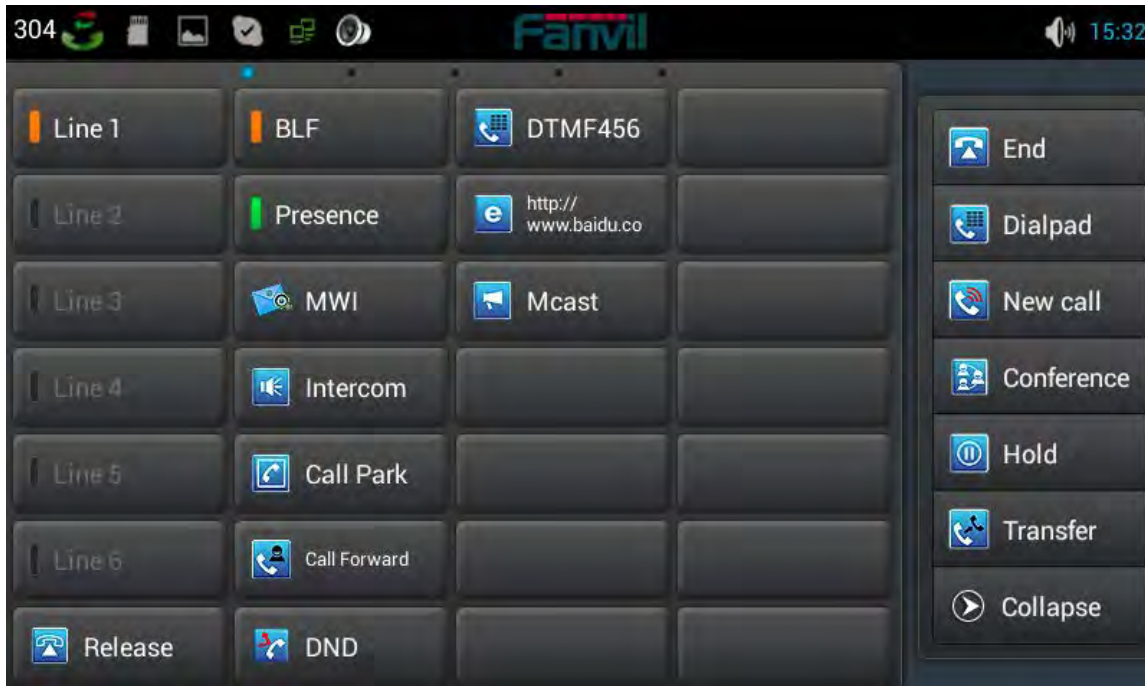 304
Fanvil
15:32
Line 1
BLF
DTMF456
Line 2
Presence
http://
www.baidu.co
Line 3
MWI
Mcast
Line 4
Intercom
Line 5
Call Park
Line 6
Call Forward
Release
DND
End
Dialpad
New call
Conference
Hold
Transfer
Collapse